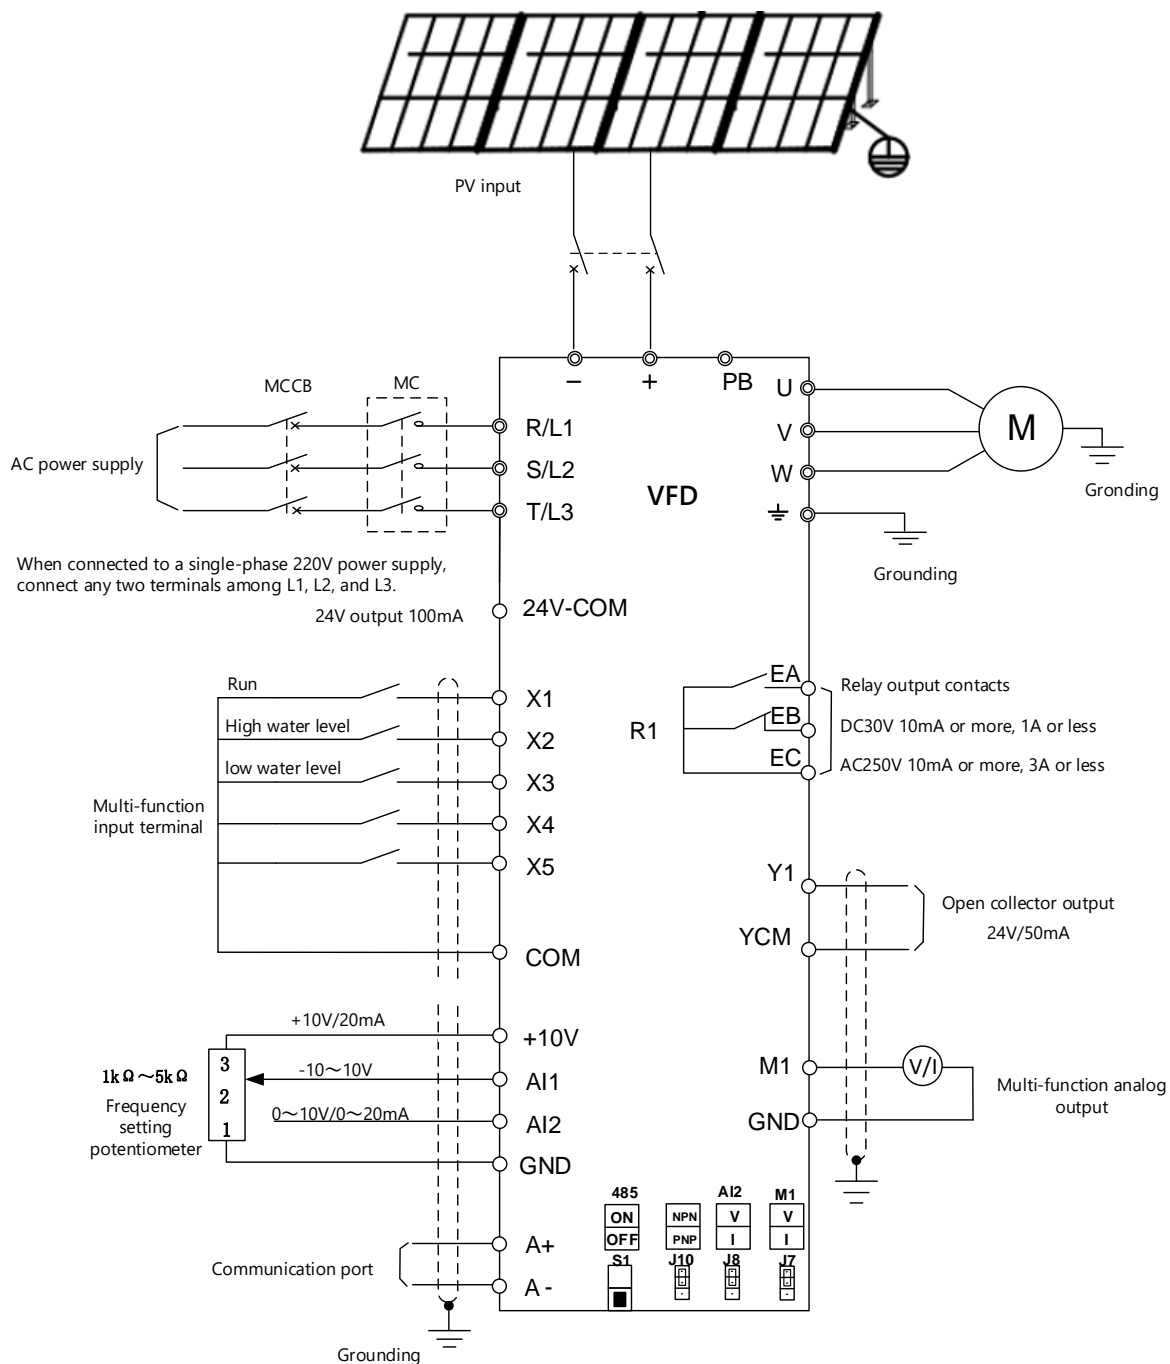 PV input
− + PB
MCCB MC
AC power supply
R/L1
S/L2
T/L3
VFD
U
V
W
M
Gronding
Grounding
When connected to a single-phase 220V power supply,
connect any two terminals among L1, L2, and L3.
24V output 100mA
24V-COM
Run
High water level
low water level
Multi-function
input terminal
X1
X2
X3
X4
X5
COM
R1
EA
EB
EC
Relay output contacts
DC30V 10mA or more, 1A or less
AC250V 10mA or more, 3A or less
Y1
YCM
Open collector output
24V/50mA
+10V/20mA
-10～10V
0～10V/0～20mA
1kΩ～5kΩ
Frequency
setting
potentiometer
3
2
1
+10V
AI1
AI2
GND
M1
GND
V/I
Multi-function analog
output
485 AI2 M1
ON NPN V V
OFF PNP I I
S1 J10 J8 J7
Communication port
A+
A -
Grounding